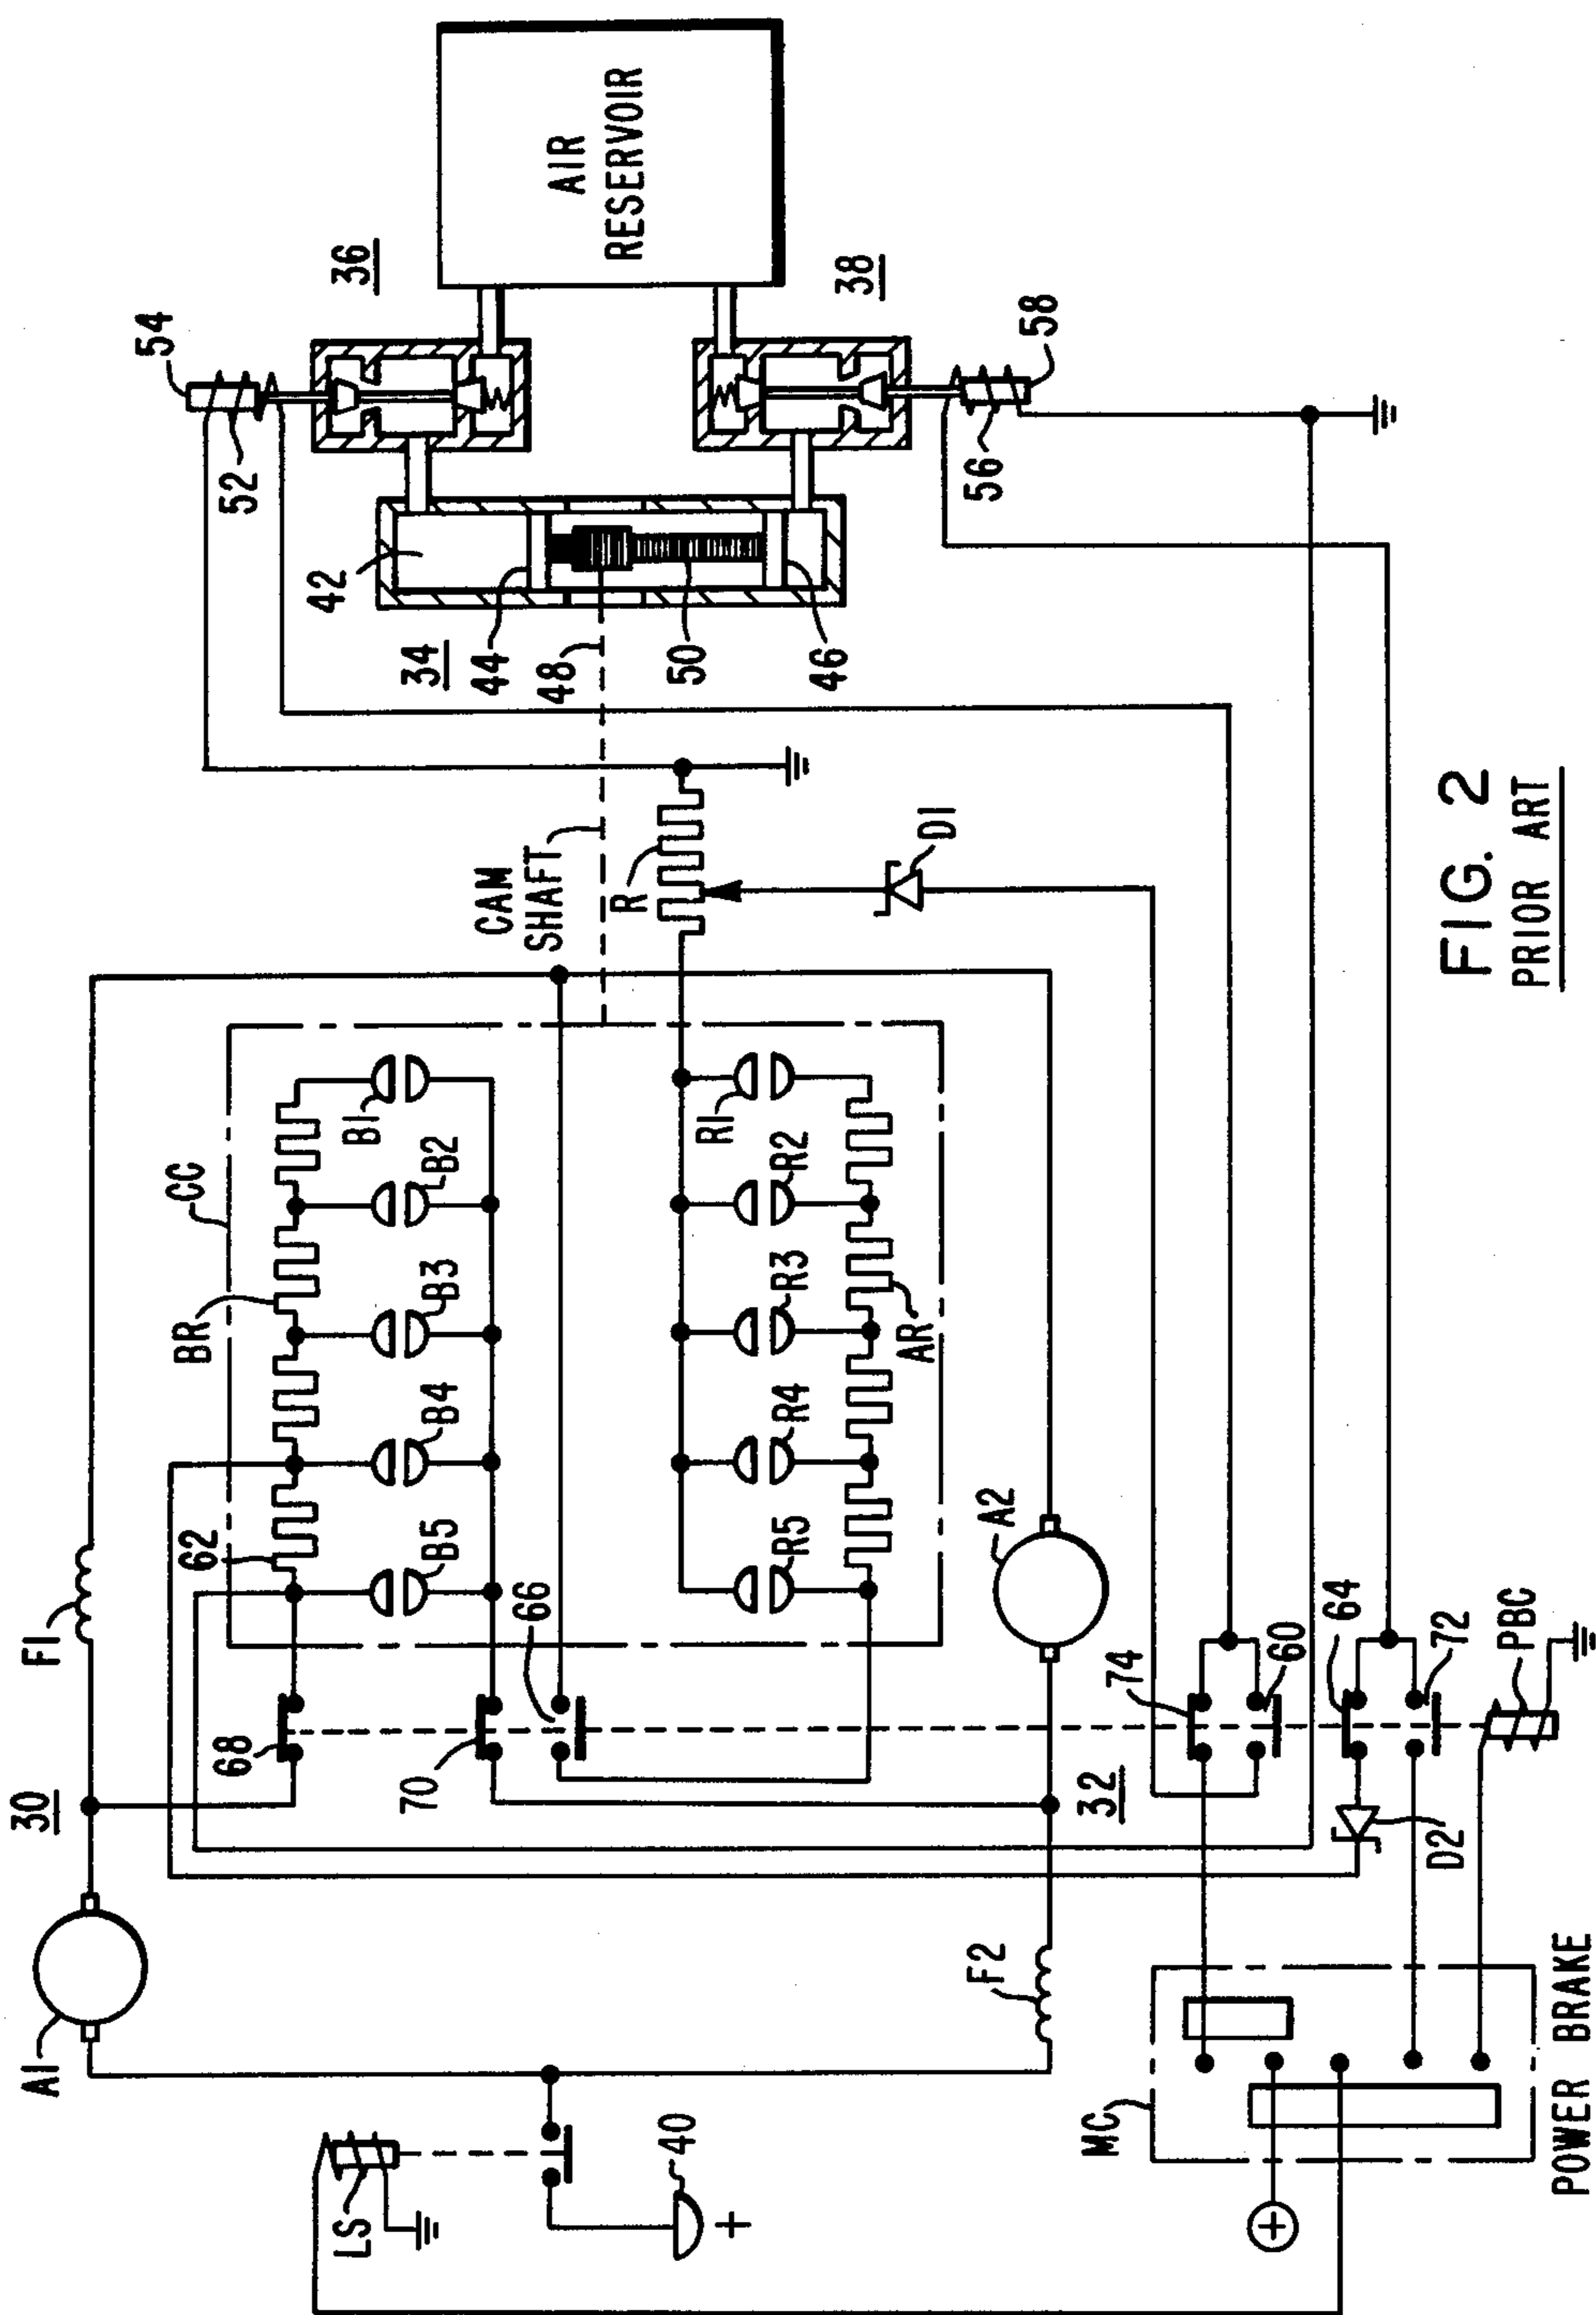 54
36
52
42
34
44
48
50
46
AIR
RESERVOIR
38
58
56
CAM
SHAFT
R
D1
CC
BR
B1
B2
B3
B4
B5
62
F1
R1
R2
R3
R4
R5
AR
A2
66
68
70
30
32
74
60
64
72
PBC
D2
A1
F2
LS
40
+
MC
+
POWER BRAKE
FIG. 2
PRIOR ART